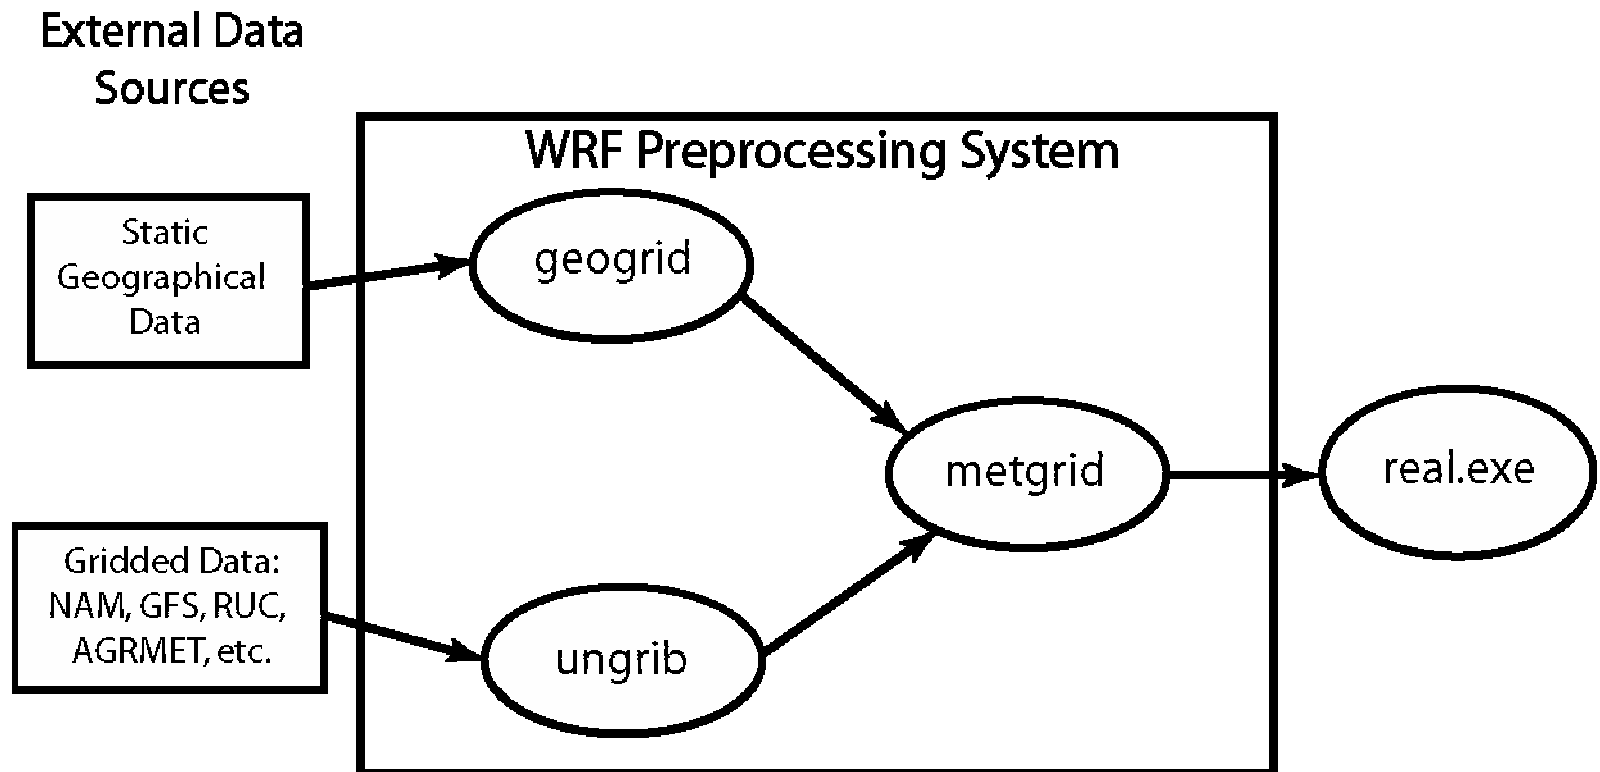 External Data
Sources
WRF Preprocessing System
Static
Geographical
Data
geogrid
metgrid
real.exe
Gridded Data:
NAM, GFS, RUC,
AGRMET, etc.
ungrib